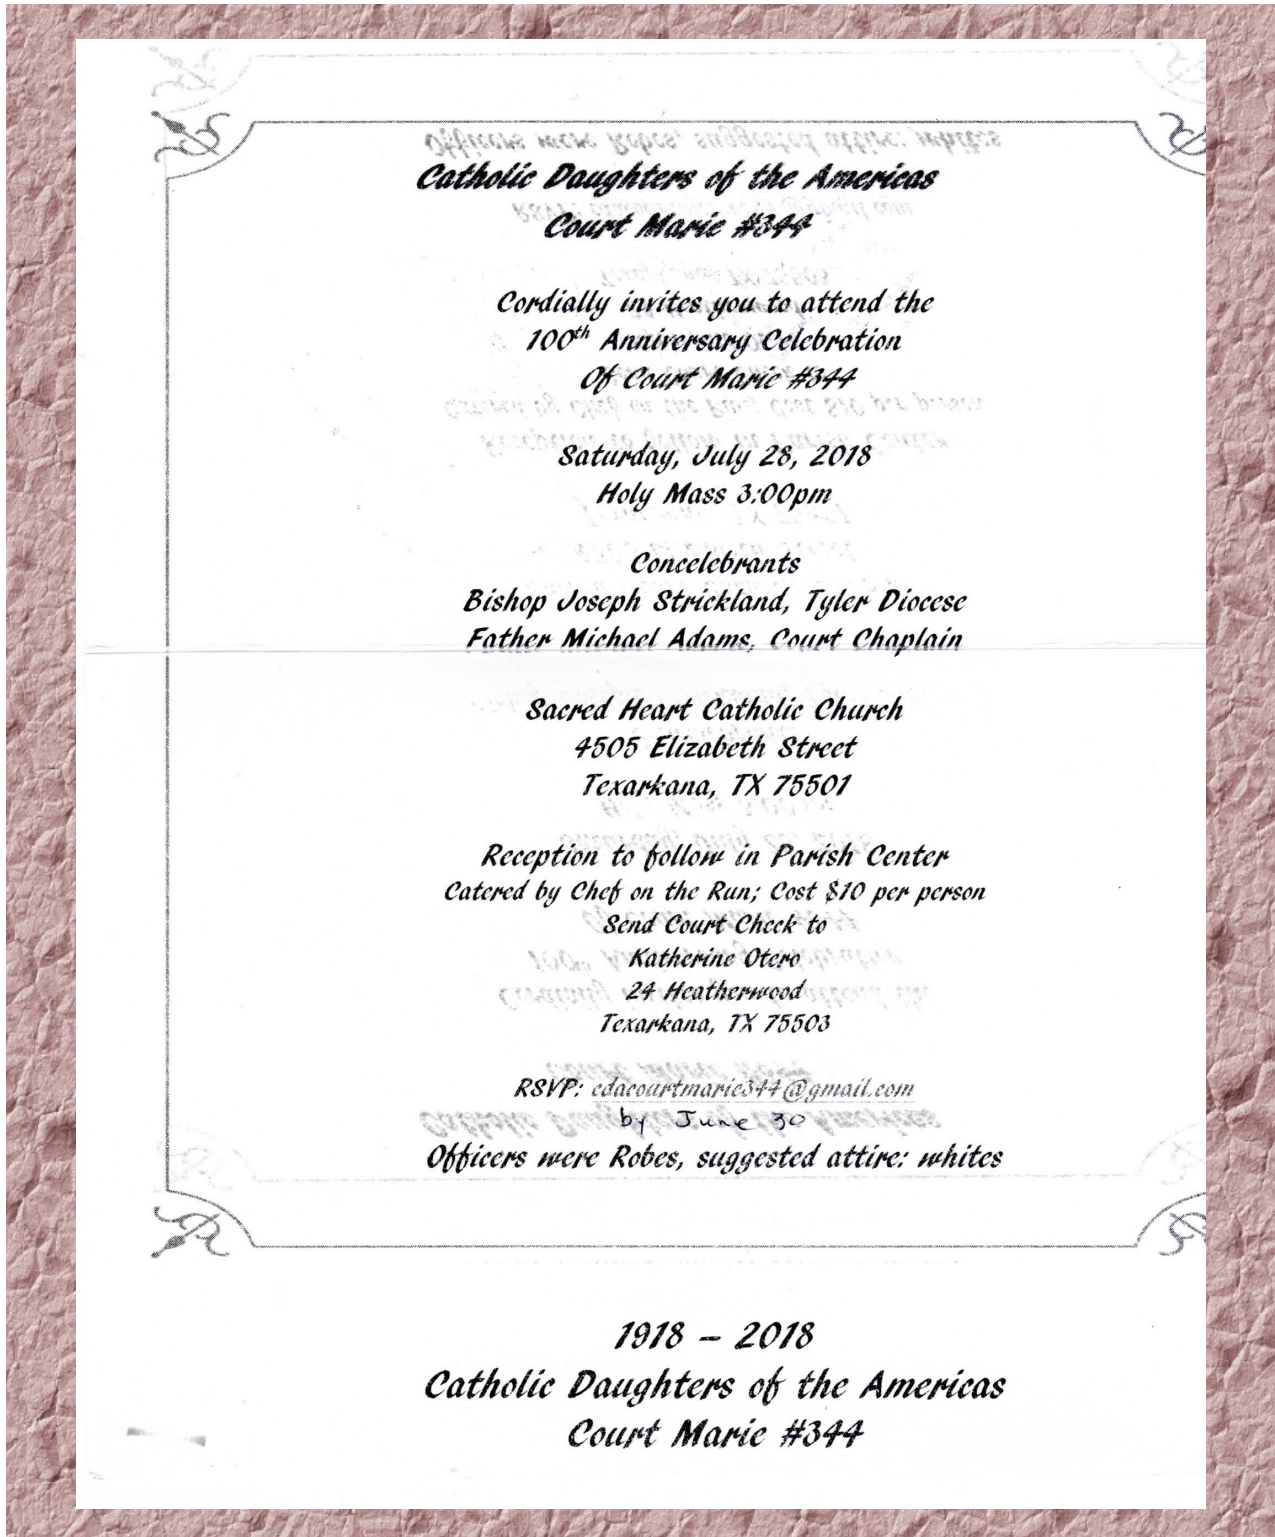 Catholic Daughters of the Americas
Court Marie #344
Cordially invites you to attend the
100th Anniversary Celebration
Of Court Marie #344
Saturday, July 28, 2018
Holy Mass 3:00pm
Concelebrants
Bishop Joseph Strickland, Tyler Diocese
Father Michael Adams, Court Chaplain
Sacred Heart Catholic Church
4505 Elizabeth Street
Texarkana, TX 75501
Reception to follow in Parish Center
Catered by Chef on the Run; Cost $10 per person
Send Court Check to
Katherine Otero
24 Heatherwood
Texarkana, TX 75503
RSVP: cdacourtmarie344@gmail.com
by June 30
Officers were Robes, suggested attire: whites
1918 – 2018
Catholic Daughters of the Americas
Court Marie #344